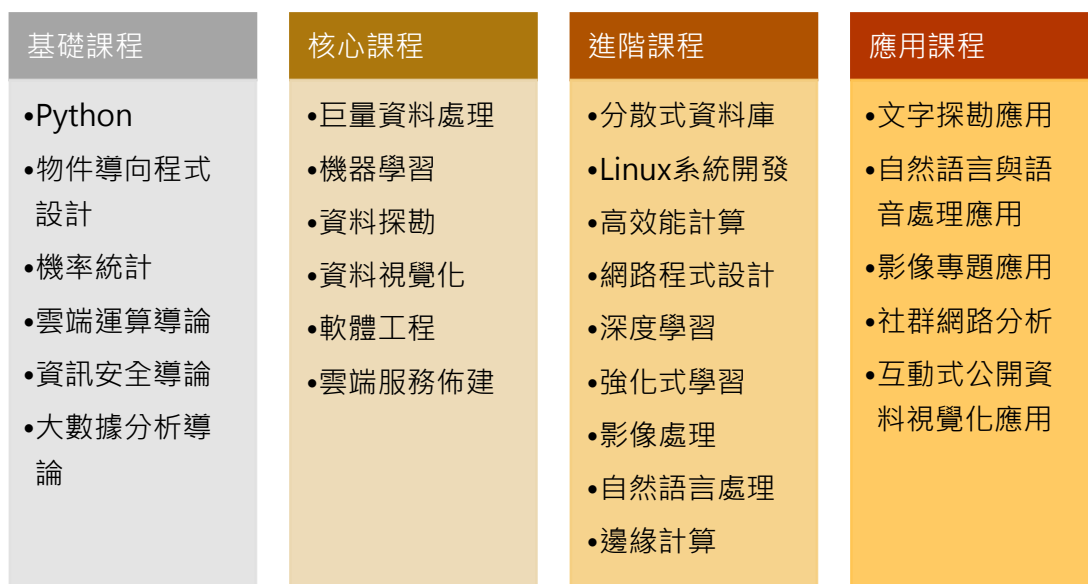 基礎課程
•Python
•物件導向程式
設計
•機率統計
•雲端運算導論
•資訊安全導論
•大數據分析導
論
核心課程
•巨量資料處理
•機器學習
•資料探勘
•資料視覺化
•軟體工程
•雲端服務佈建
進階課程
•分散式資料庫
•Linux系統開發
•高效能計算
•網路程式設計
•深度學習
•強化式學習
•影像處理
•自然語言處理
•邊緣計算
應用課程
•文字探勘應用
•自然語言與語
音處理應用
•影像專題應用
•社群網路分析
•互動式公開資
料視覺化應用